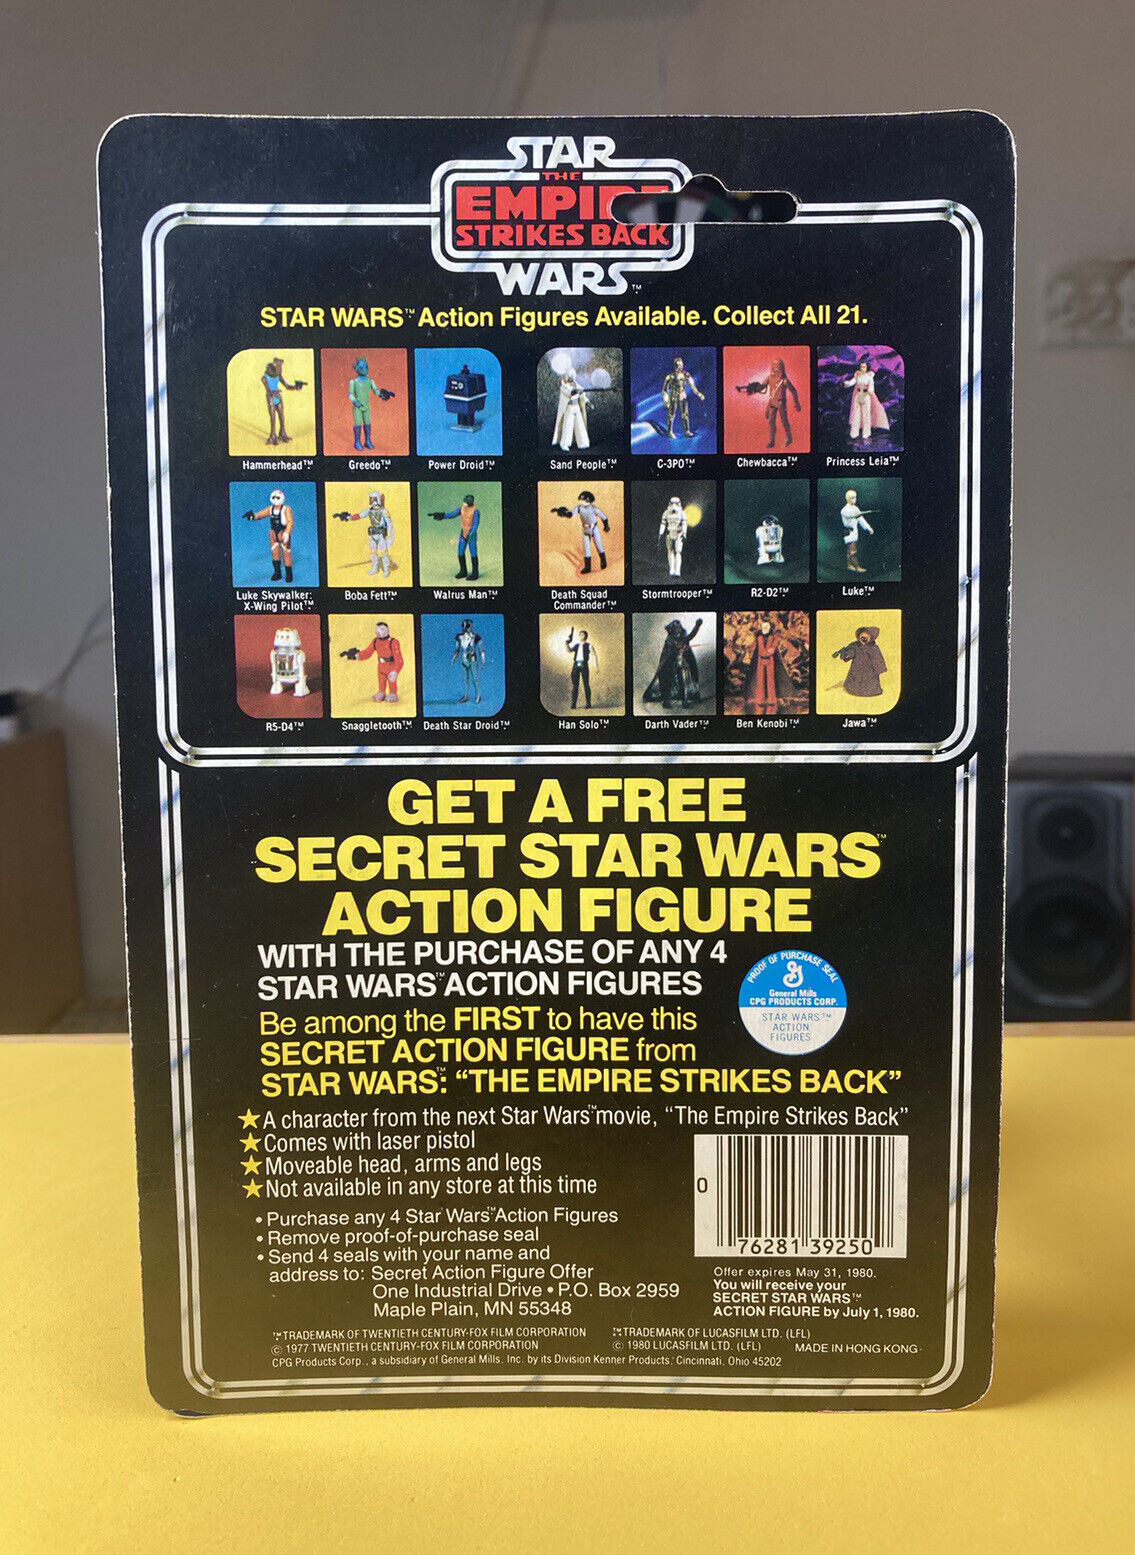 STAR
THE
EMPI
STRIKES BACK
WARS™
STAR WARS™ Action Figures Available. Collect All 21.
Hammerhead™ Greedo™ Power Droid™ Sand People™ C-3PO™ Chewbacca™ Princess Leia™
Luke Skywalker: X-Wing Pilot™ Boba Fett™ Walrus Man™ Death Squad Commander™ Stormtrooper™ R2-D2™ Luke™
R5-D4™ Snaggletooth™ Death Star Droid™ Han Solo™ Darth Vader™ Ben Kenobi™ Jawa™
GET A FREE
SECRET STAR WARS™
ACTION FIGURE
WITH THE PURCHASE OF ANY 4
STAR WARS™ ACTION FIGURES
PROOF OF PURCHASE SEAL
General Mills
CPG PRODUCTS CORP.
STAR WARS™
ACTION
FIGURES
Be among the FIRST to have this
SECRET ACTION FIGURE from
STAR WARS™: “THE EMPIRE STRIKES BACK”
★ A character from the next Star Wars™ movie, “The Empire Strikes Back”
★ Comes with laser pistol
★ Moveable head, arms and legs
★ Not available in any store at this time
• Purchase any 4 Star Wars™ Action Figures
• Remove proof-of-purchase seal
• Send 4 seals with your name and
address to: Secret Action Figure Offer
One Industrial Drive • P.O. Box 2959
Maple Plain, MN 55348
0 76281 39250
Offer expires May 31, 1980.
You will receive your
SECRET STAR WARS™
ACTION FIGURE by July 1, 1980.
™TRADEMARK OF TWENTIETH CENTURY-FOX FILM CORPORATION
© 1977 TWENTIETH CENTURY-FOX FILM CORPORATION
™TRADEMARK OF LUCASFILM LTD. (LFL)
© 1980 LUCASFILM LTD. (LFL)
MADE IN HONG KONG
CPG Products Corp., a subsidiary of General Mills, Inc. by its Division Kenner Products, Cincinnati, Ohio 45202